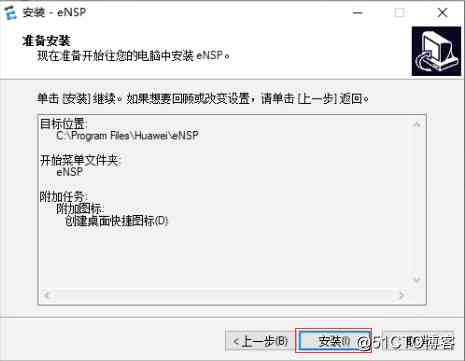 安装 - eNSP
准备安装
现在准备开始往您的电脑中安装 eNSP。
单击 [安装] 继续。如果想要回顾或改变设置，请单击 [上一步] 返回。
目标位置:
C:\Program Files\Huawei\eNSP
开始菜单文件夹:
eNSP
附加任务:
附加图标:
创建桌面快捷图标(D)
< 上一步(B)
安装(I)
@51CTO博客